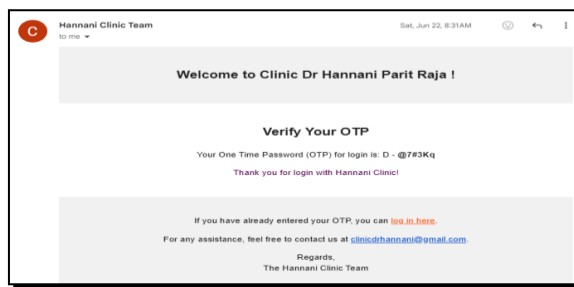 C
Hannani Clinic Team
Sat, Jun 22, 8:31AM
to me
Welcome to Clinic Dr Hannani Parit Raja !
Verify Your OTP
Your One Time Password (OTP) for login is: D - @7#3Kq
Thank you for login with Hannani Clinic!
If you have already entered your OTP, you can log in here.
For any assistance, feel free to contact us at clinicdrhannani@gmail.com.
Regards,
The Hannani Clinic Team